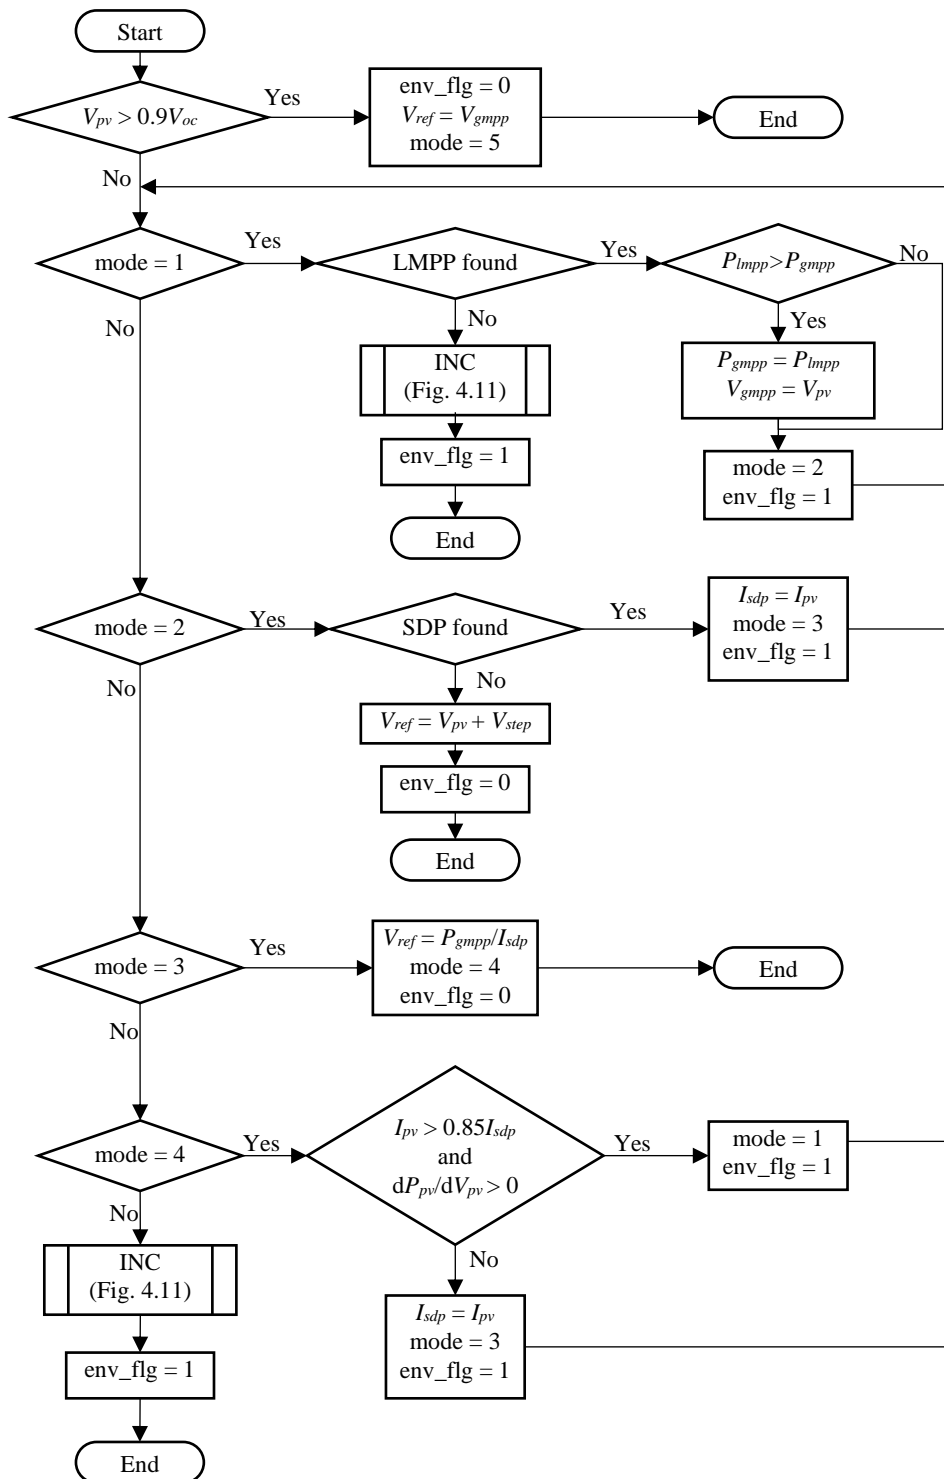 Start
V_pv > 0.9V_oc
Yes
env_flg = 0
V_ref = V_gmpp
mode = 5
End
No
mode = 1
Yes
LMPP found
Yes
P_lmpp>P_gmpp
No
No
No
Yes
INC
(Fig. 4.11)
P_gmpp = P_lmpp
V_gmpp = V_pv
env_flg = 1
mode = 2
env_flg = 1
End
mode = 2
Yes
SDP found
Yes
I_sdp = I_pv
mode = 3
env_flg = 1
No
No
V_ref = V_pv + V_step
env_flg = 0
End
mode = 3
Yes
V_ref = P_gmpp/I_sdp
mode = 4
env_flg = 0
End
No
mode = 4
Yes
I_pv > 0.85I_sdp
and
dP_pv/dV_pv > 0
Yes
mode = 1
env_flg = 1
No
No
INC
(Fig. 4.11)
I_sdp = I_pv
mode = 3
env_flg = 1
env_flg = 1
End